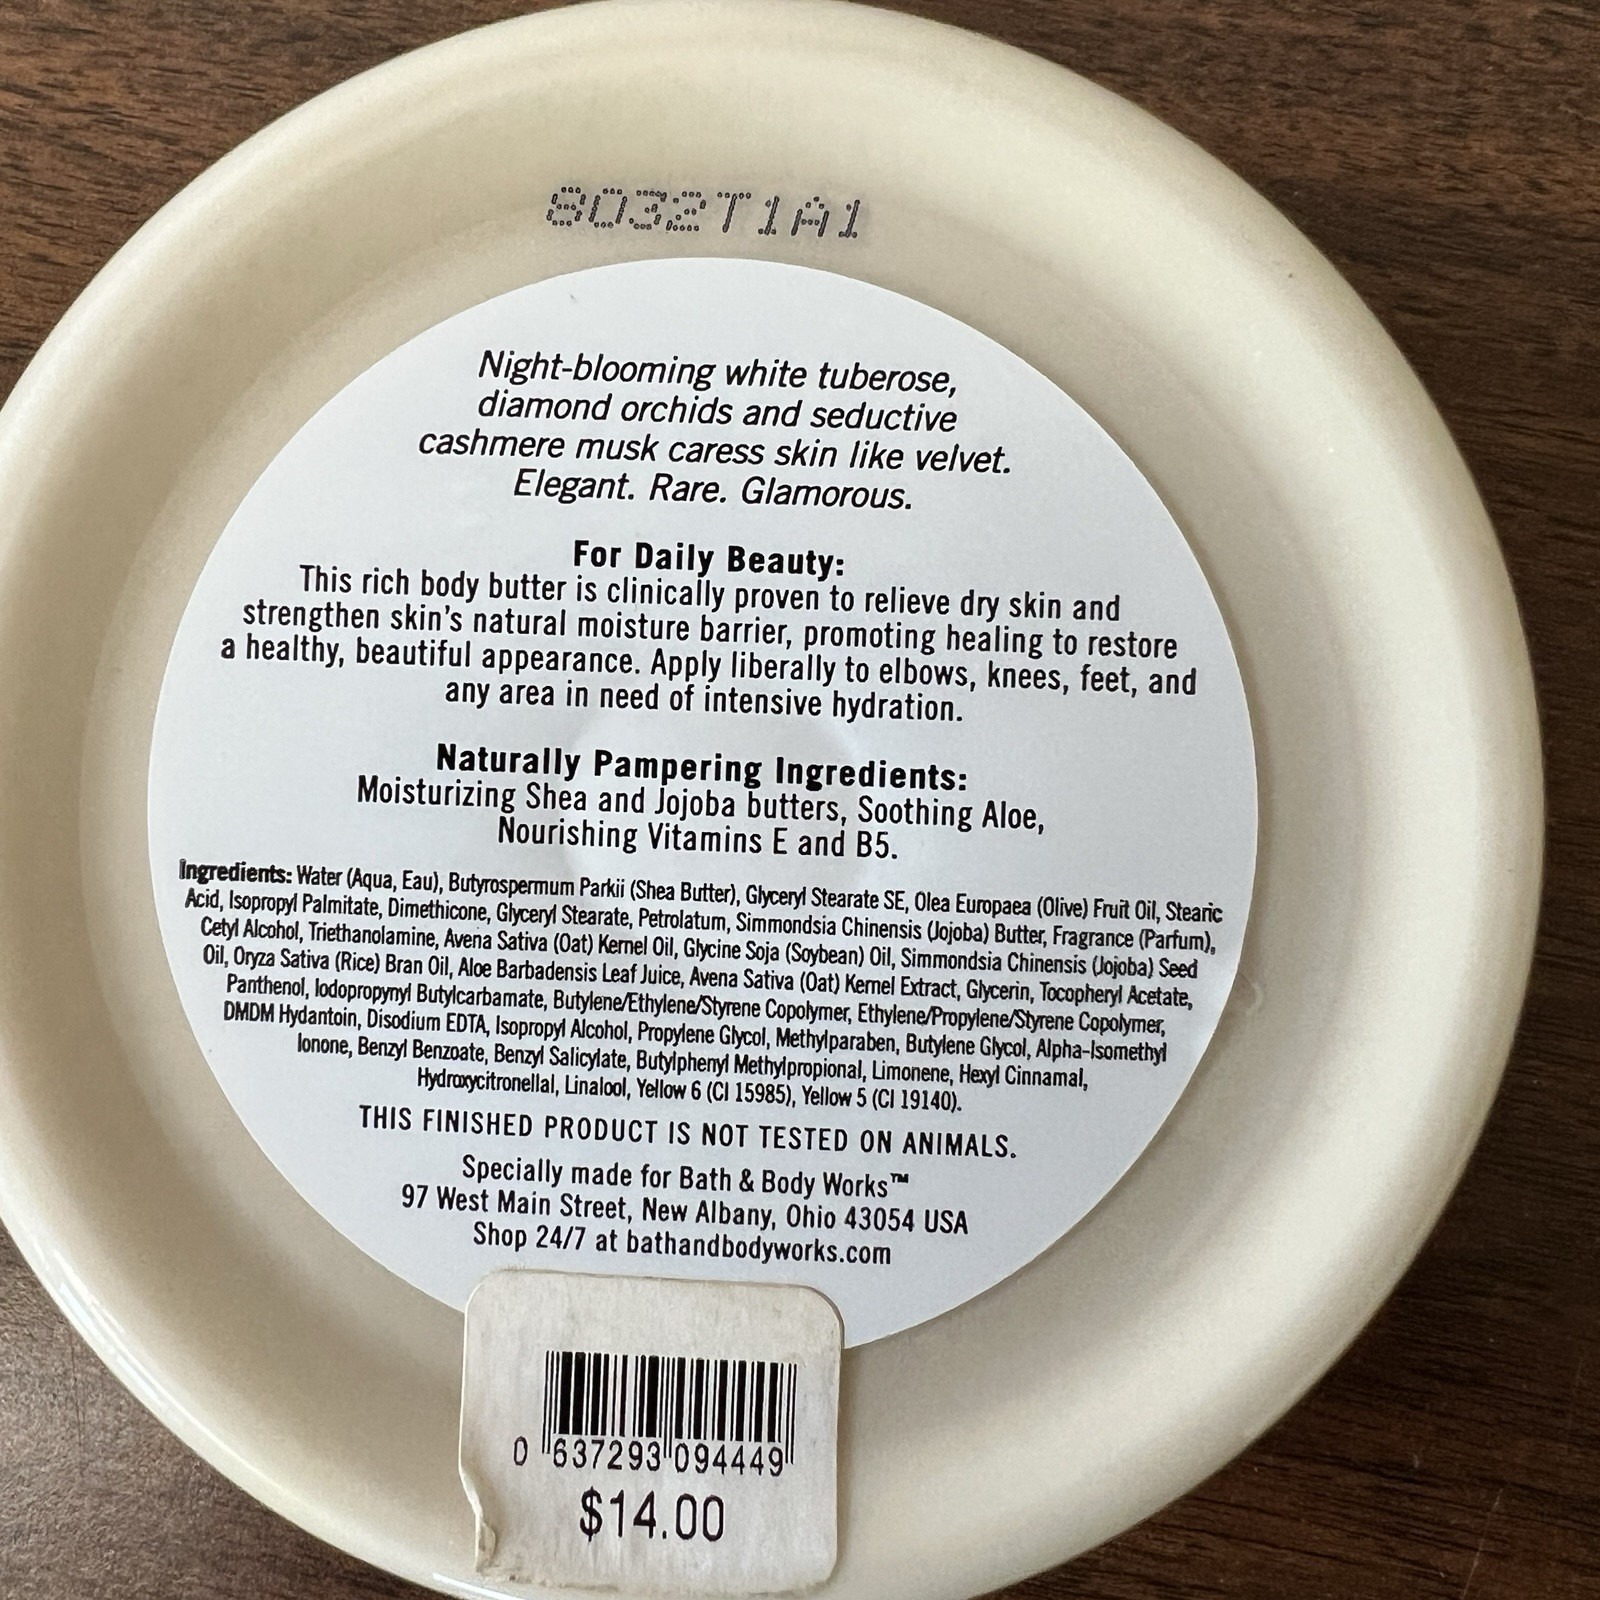 8032T1A1
Night-blooming white tuberose,
diamond orchids and seductive
cashmere musk caress skin like velvet.
Elegant. Rare. Glamorous.
For Daily Beauty:
This rich body butter is clinically proven to relieve dry skin and
strengthen skin's natural moisture barrier, promoting healing to restore
a healthy, beautiful appearance. Apply liberally to elbows, knees, feet, and
any area in need of intensive hydration.
Naturally Pampering Ingredients:
Moisturizing Shea and Jojoba butters, Soothing Aloe,
Nourishing Vitamins E and B5.
Ingredients: Water (Aqua, Eau), Butyrospermum Parkii (Shea Butter), Glyceryl Stearate SE, Olea Europaea (Olive) Fruit Oil, Stearic
Acid, Isopropyl Palmitate, Dimethicone, Glyceryl Stearate, Petrolatum, Simmondsia Chinensis (Jojoba) Butter, Fragrance (Parfum),
Cetyl Alcohol, Triethanolamine, Avena Sativa (Oat) Kernel Oil, Glycine Soja (Soybean) Oil, Simmondsia Chinensis (Jojoba) Seed
Oil, Oryza Sativa (Rice) Bran Oil, Aloe Barbadensis Leaf Juice, Avena Sativa (Oat) Kernel Extract, Glycerin, Tocopheryl Acetate,
Panthenol, Iodopropynyl Butylcarbamate, Butylene/Ethylene/Styrene Copolymer, Ethylene/Propylene/Styrene Copolymer,
DMDM Hydantoin, Disodium EDTA, Isopropyl Alcohol, Propylene Glycol, Methylparaben, Butylene Glycol, Alpha-Isomethyl
Ionone, Benzyl Benzoate, Benzyl Salicylate, Butylphenyl Methylpropional, Limonene, Hexyl Cinnamal,
Hydroxycitronellal, Linalool, Yellow 6 (CI 15985), Yellow 5 (CI 19140).
THIS FINISHED PRODUCT IS NOT TESTED ON ANIMALS.
Specially made for Bath & Body Works™
97 West Main Street, New Albany, Ohio 43054 USA
Shop 24/7 at bathandbodyworks.com
0 637293 094449
$14.00